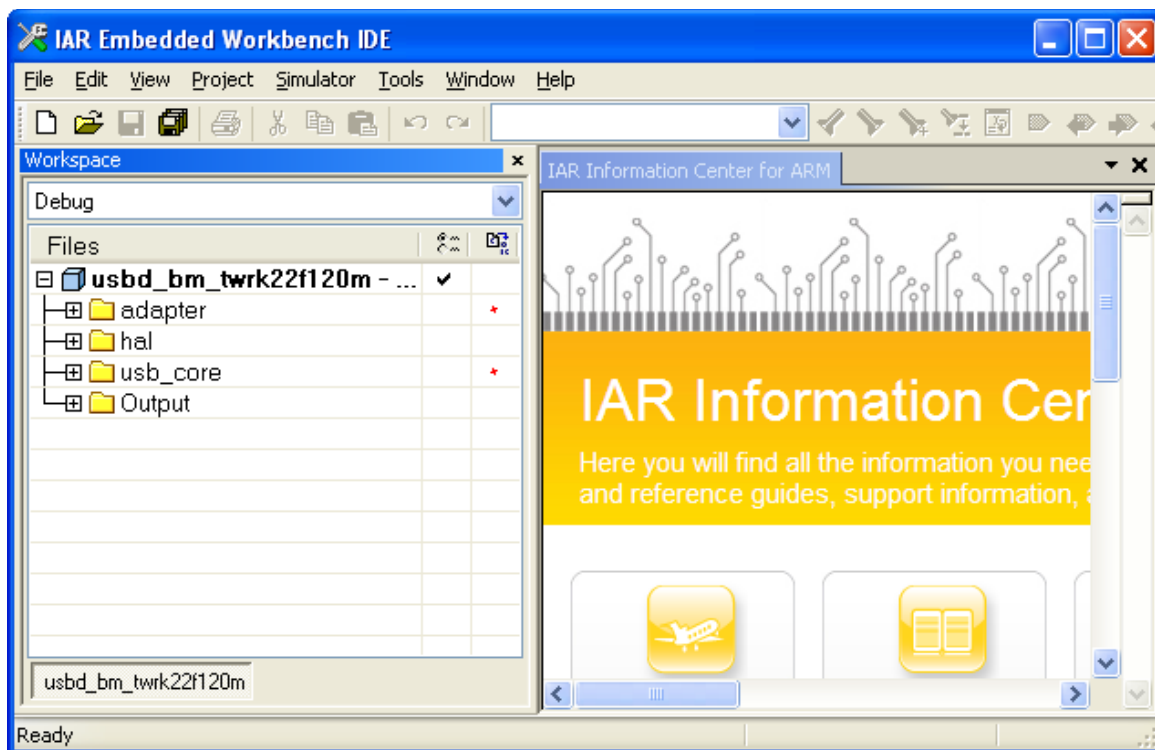 IAR Embedded Workbench IDE
File Edit View Project Simulator Tools Window Help
Workspace
Debug
Files
usbd_bm_twrk22f120m - ...
adapter
hal
usb_core
Output
usbd_bm_twrk22f120m
IAR Information Center for ARM
IAR Information Cen
Here you will find all the information you nee
and reference guides, support information,
Ready